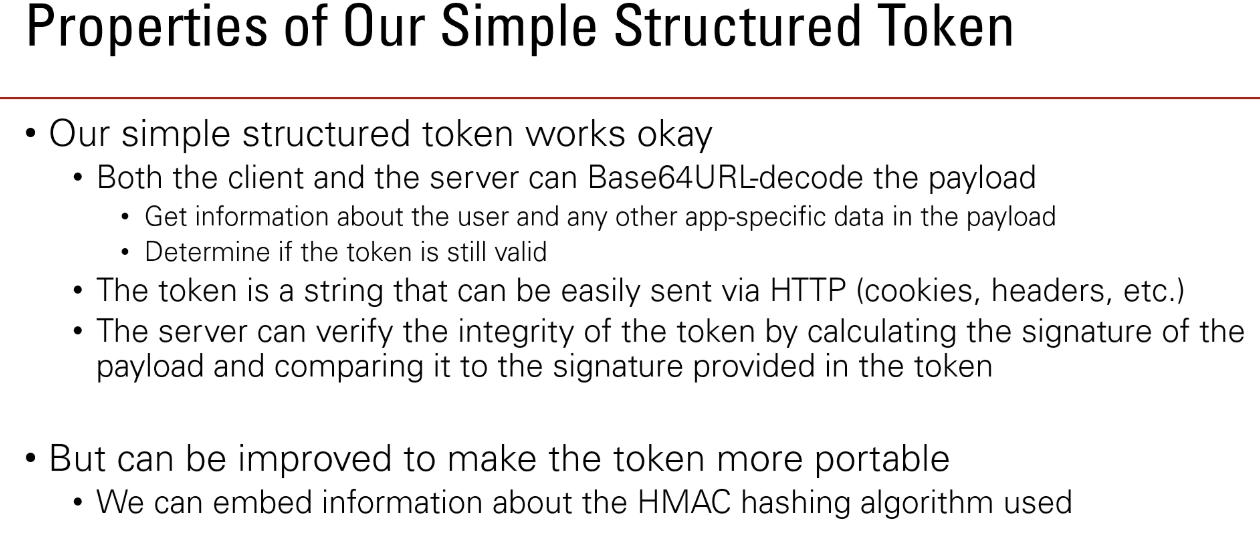 Properties of Our Simple Structured Token
• Our simple structured token works okay
• Both the client and the server can Base64URL-decode the payload
• Get information about the user and any other app-specific data in the payload
• Determine if the token is still valid
• The token is a string that can be easily sent via HTTP (cookies, headers, etc.)
• The server can verify the integrity of the token by calculating the signature of the
payload and comparing it to the signature provided in the token
• But can be improved to make the token more portable
• We can embed information about the HMAC hashing algorithm used